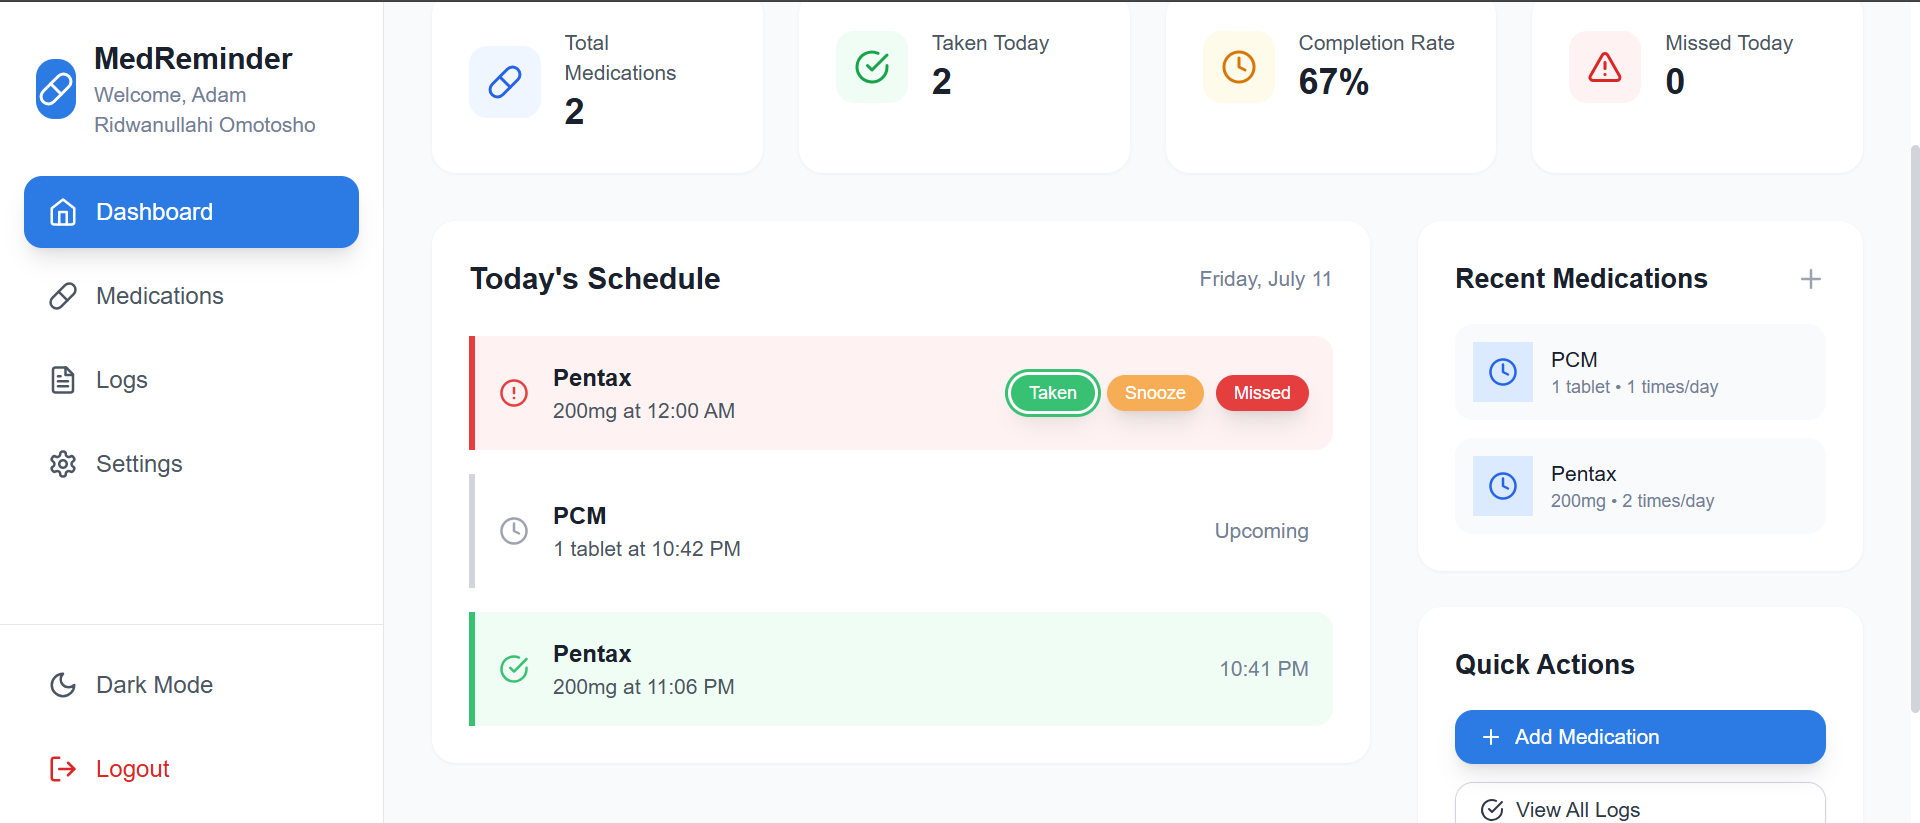 MedReminder
Welcome, Adam
Ridwanullahi Omotosho
Dashboard
Medications
Logs
Settings
Dark Mode
Logout
Total
Medications
2
Taken Today
2
Completion Rate
67%
Missed Today
0
Today's Schedule
Friday, July 11
Pentax
200mg at 12:00 AM
Taken
Snooze
Missed
PCM
1 tablet at 10:42 PM
Upcoming
Pentax
200mg at 11:06 PM
10:41 PM
Recent Medications
PCM
1 tablet • 1 times/day
Pentax
200mg • 2 times/day
Quick Actions
Add Medication
View All Logs